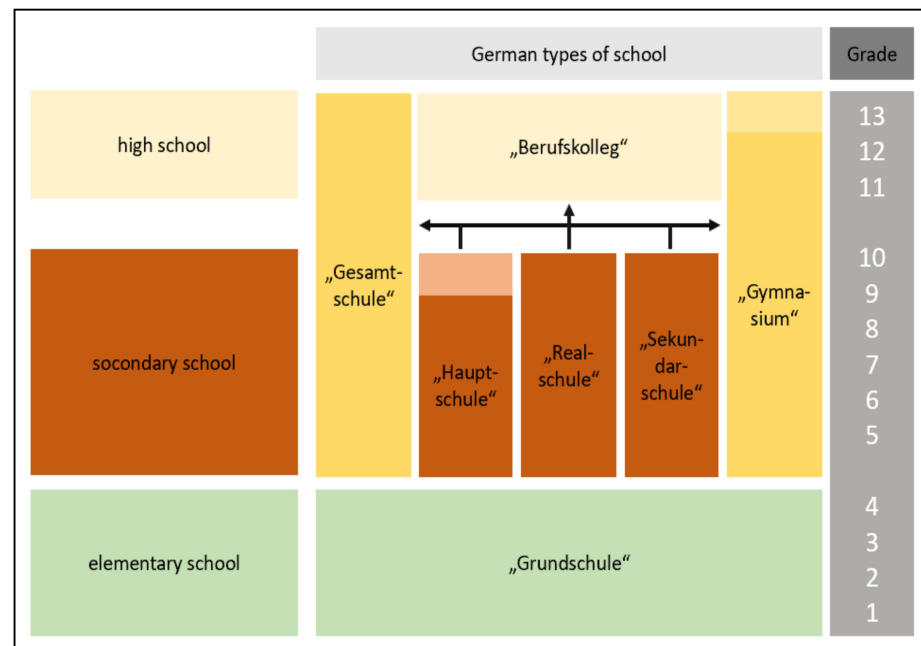 German types of school
Grade
high school
„Berufskolleg“
13
12
11
„Gesamt-
schule“
„Haupt-
schule“
„Real-
schule“
„Sekun-
dar-
schule“
„Gymna-
sium“
socondary school
10
9
8
7
6
5
elementary school
„Grundschule“
4
3
2
1